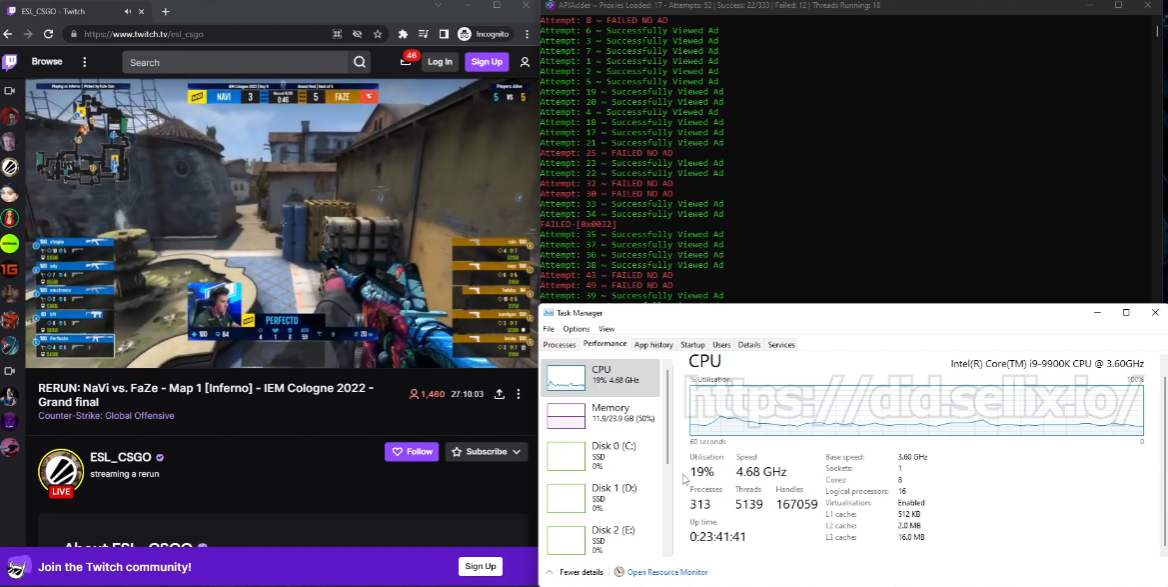 ESL_CSGO - Twitch
https://www.twitch.tv/esl_csgo
Incognito
Browse
Search
46
Log In
Sign Up
NAVI 3
5 FAZE
0:46
5 VS 5
PERFECTO
RERUN: NaVi vs. FaZe - Map 1 [Inferno] - IEM Cologne 2022 -
Grand final
1,460 27:10:03
Counter-Strike: Global Offensive
ESL_CSGO
streaming a rerun
LIVE
Follow
Subscribe
About ESL_CSGO
Join the Twitch community!
Sign Up
APIAdder ~ Proxies Loaded: 17 - Attempts: 52 | Success: 22/333 | Failed: 12 | Threads Running: 10
Attempt: 8 ~ FAILED NO AD
Attempt: 6 ~ Successfully Viewed Ad
Attempt: 3 ~ Successfully Viewed Ad
Attempt: 7 ~ Successfully Viewed Ad
Attempt: 1 ~ Successfully Viewed Ad
Attempt: 2 ~ Successfully Viewed Ad
Attempt: 5 ~ Successfully Viewed Ad
Attempt: 19 ~ Successfully Viewed Ad
Attempt: 20 ~ Successfully Viewed Ad
Attempt: 4 ~ Successfully Viewed Ad
Attempt: 18 ~ Successfully Viewed Ad
Attempt: 17 ~ Successfully Viewed Ad
Attempt: 21 ~ Successfully Viewed Ad
Attempt: 25 ~ FAILED NO AD
Attempt: 23 ~ Successfully Viewed Ad
Attempt: 22 ~ Successfully Viewed Ad
Attempt: 32 ~ FAILED NO AD
Attempt: 30 ~ FAILED NO AD
Attempt: 33 ~ Successfully Viewed Ad
Attempt: 34 ~ Successfully Viewed Ad
FAILED-[0x0032]
Attempt: 35 ~ Successfully Viewed Ad
Attempt: 37 ~ Successfully Viewed Ad
Attempt: 36 ~ Successfully Viewed Ad
Attempt: 38 ~ Successfully Viewed Ad
Attempt: 43 ~ FAILED NO AD
Attempt: 49 ~ FAILED NO AD
Attempt: 39 ~ Successfully Viewed Ad
Task Manager
File Options View
Processes Performance App history Startup Users Details Services
CPU
19% 4.68 GHz
Memory
11.9/23.9 GB (50%)
Disk 0 (C:)
SSD
0%
Disk 1 (D:)
SSD
0%
Disk 2 (E:)
SSD
0%
CPU
Intel(R) Core(TM) i9-9900K CPU @ 3.60GHz
% Utilisation 100%
https://did.sellix.io/
60 seconds 0
Utilisation Speed
19% 4.68 GHz
Processes Threads Handles
313 5139 167059
Up time
0:23:41:41
Base speed: 3.60 GHz
Sockets: 1
Cores: 8
Logical processors: 16
Virtualisation: Enabled
L1 cache: 512 KB
L2 cache: 2.0 MB
L3 cache: 16.0 MB
Fewer details Open Resource Monitor